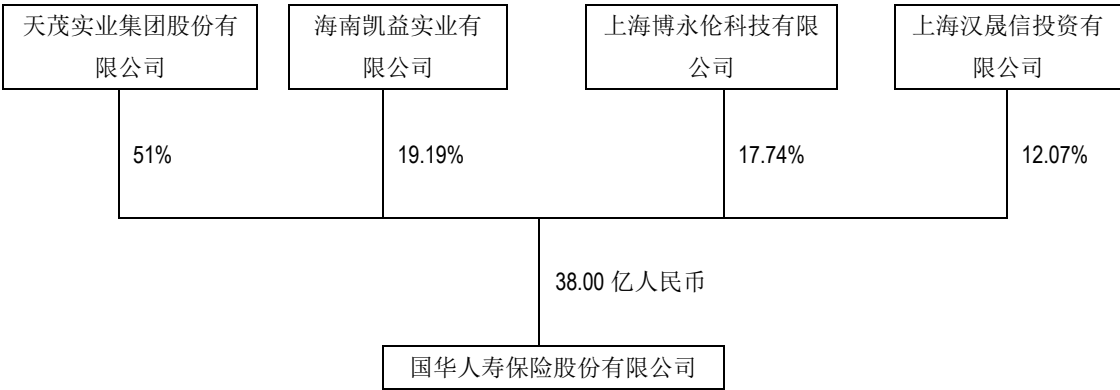 天茂实业集团股份有
限公司
海南凯益实业有
限公司
上海博永伦科技有限
公司
上海汉晟信投资有
限公司
51%
19.19%
17.74%
12.07%
38.00 亿人民币
国华人寿保险股份有限公司